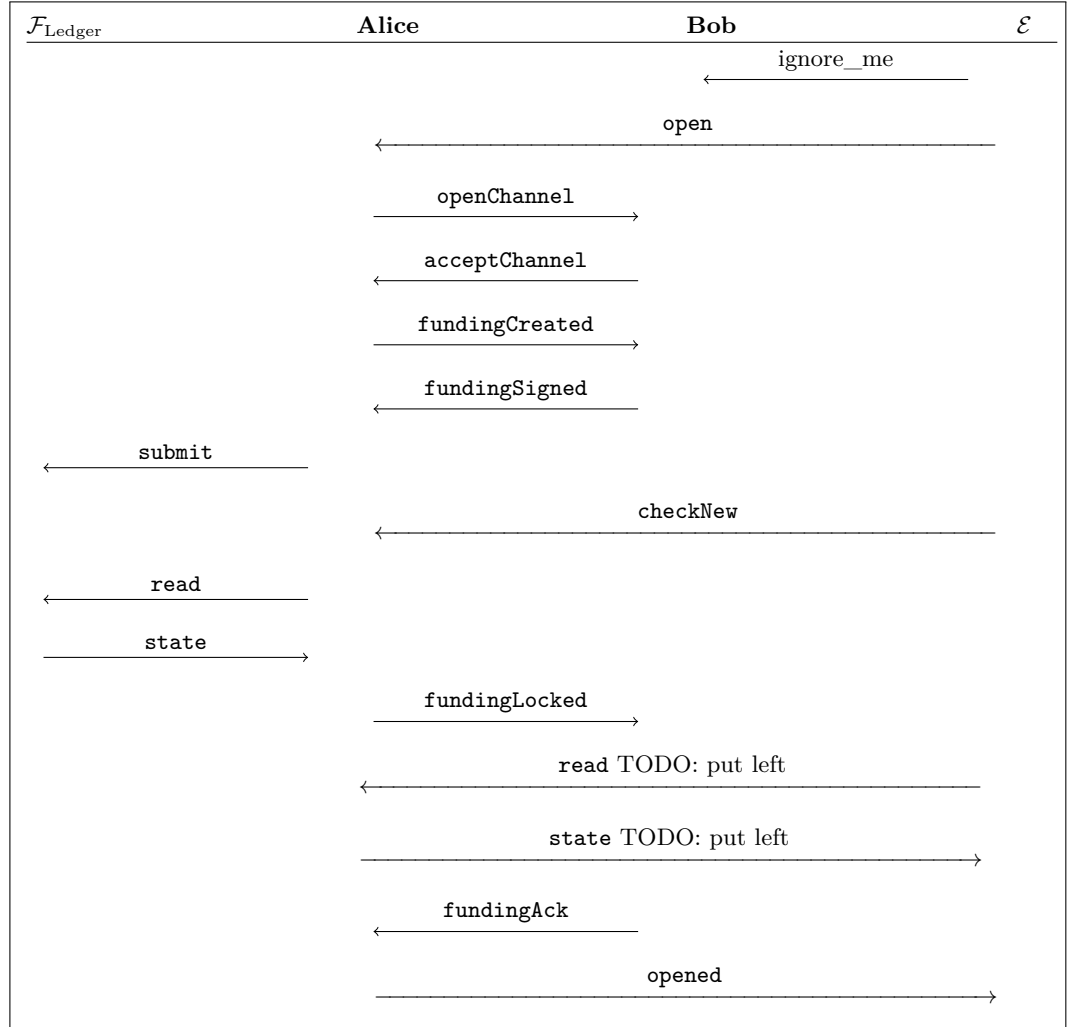 ℱLedger Alice Bob ℰ
ignore_me
open
openChannel
acceptChannel
fundingCreated
fundingSigned
submit
checkNew
read
state
fundingLocked
read TODO: put left
state TODO: put left
fundingAck
opened